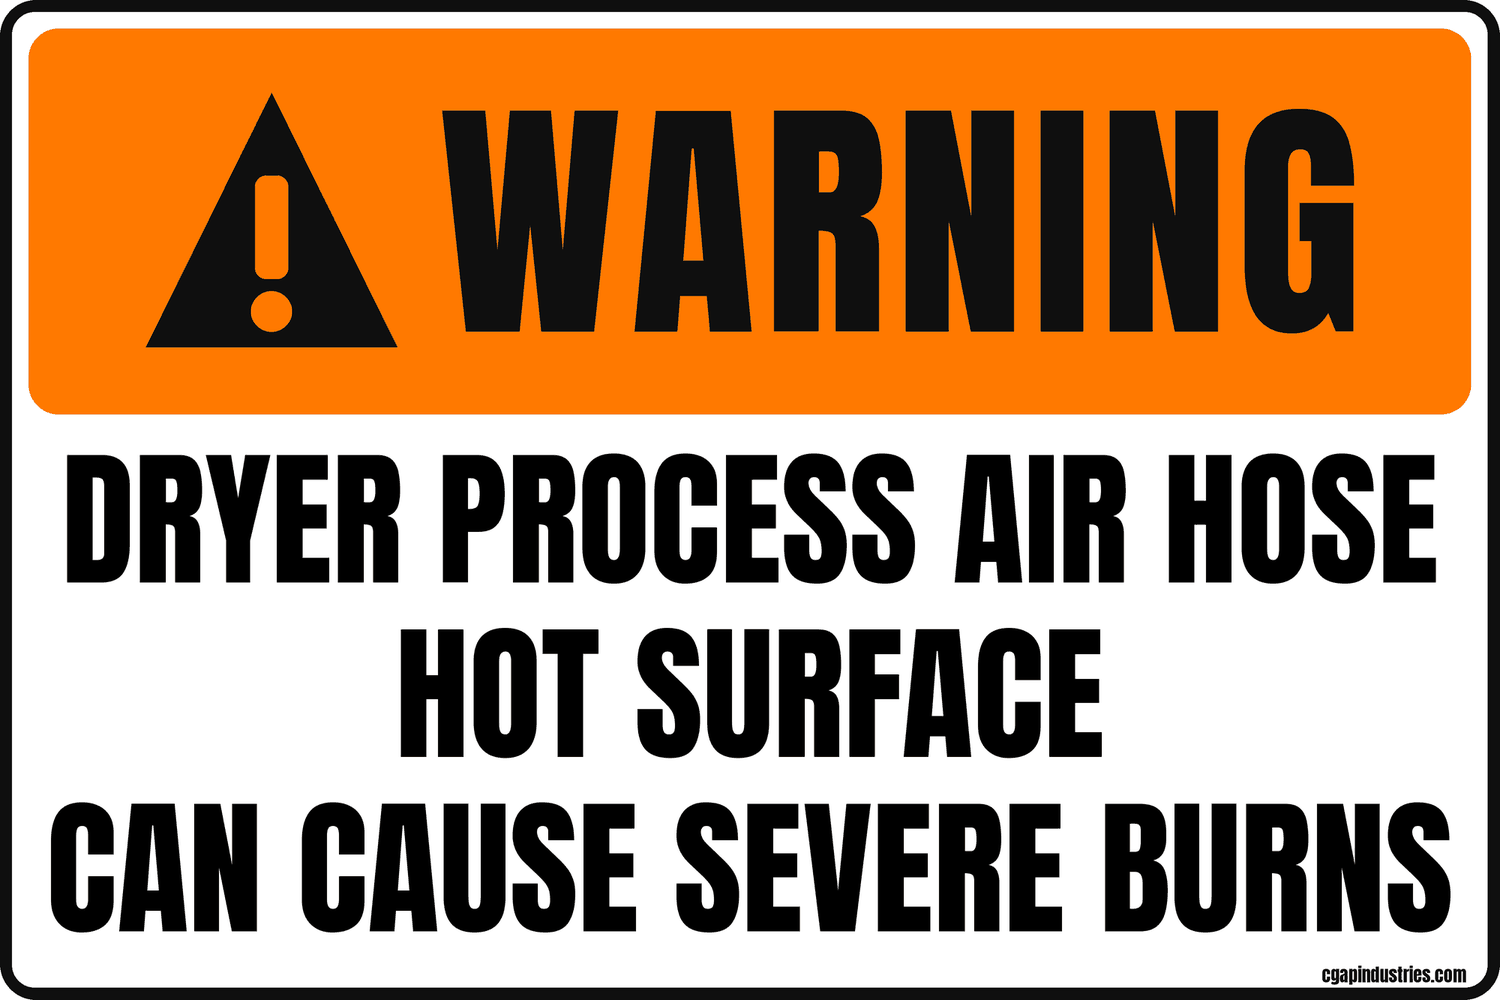 WARNING
DRYER PROCESS AIR HOSE
HOT SURFACE
CAN CAUSE SEVERE BURNS
cgapindustries.com